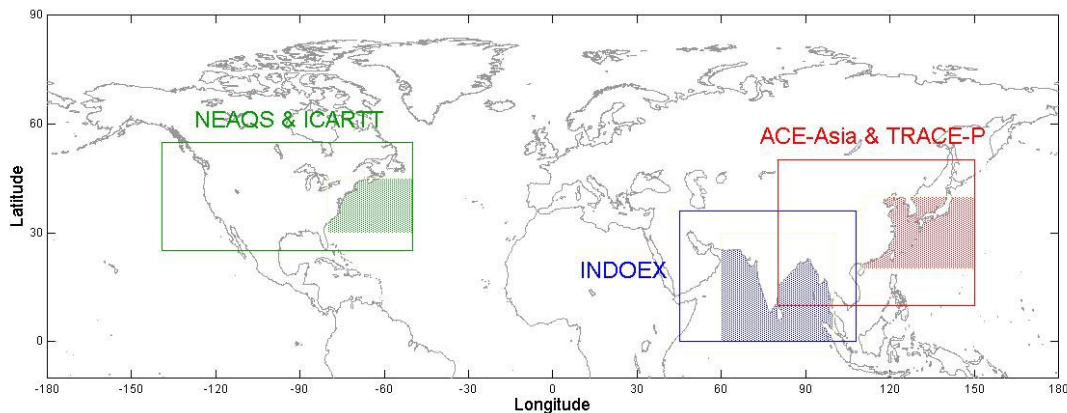 90
60
30
0
Latitude
NEAQS & ICARTT
ACE-Asia & TRACE-P
INDOEX
-180 -150 -120 -90 -60 -30 0 30 60 90 120 150 180
Longitude